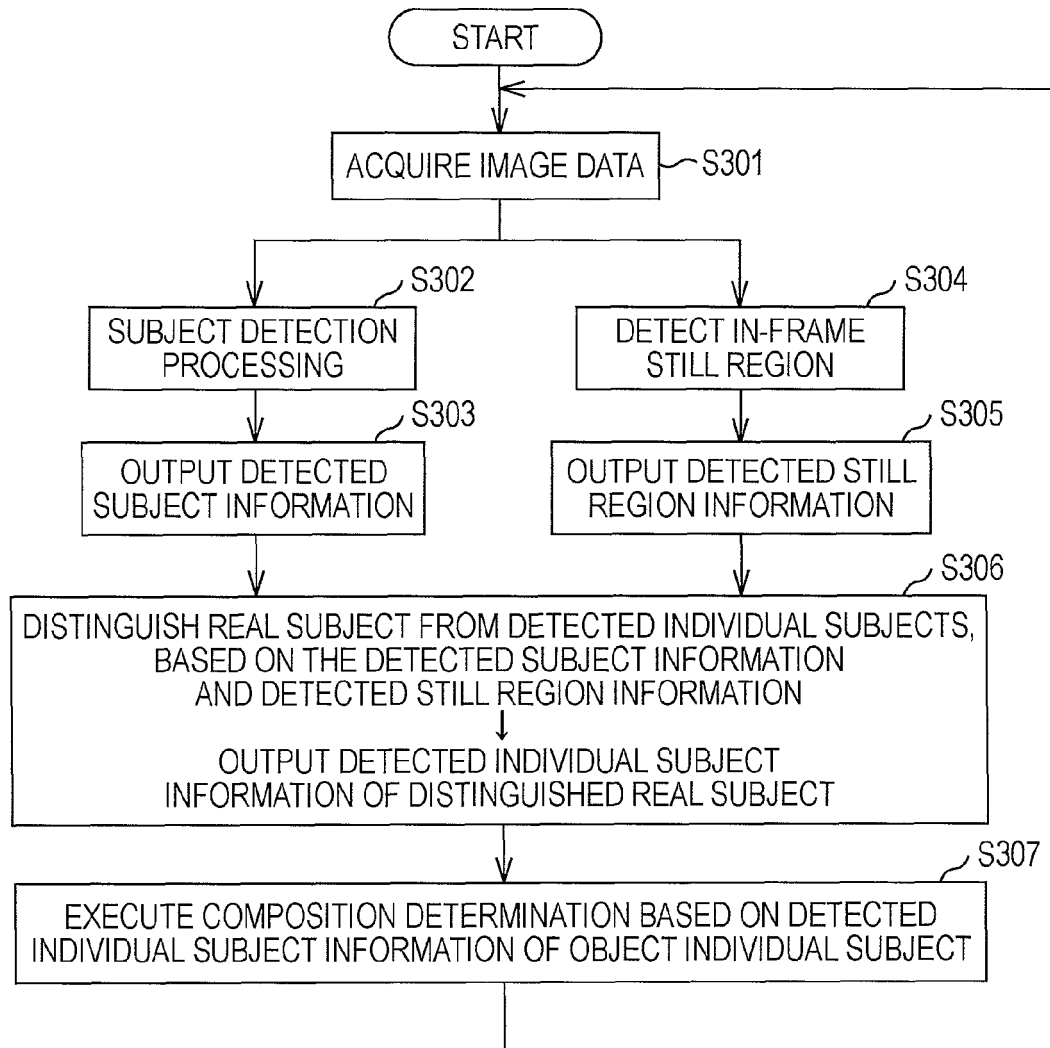 START
ACQUIRE IMAGE DATA
S301
S302
SUBJECT DETECTION
PROCESSING
S304
DETECT IN-FRAME
STILL REGION
S303
OUTPUT DETECTED
SUBJECT INFORMATION
S305
OUTPUT DETECTED STILL
REGION INFORMATION
S306
DISTINGUISH REAL SUBJECT FROM DETECTED INDIVIDUAL SUBJECTS,
BASED ON THE DETECTED SUBJECT INFORMATION
AND DETECTED STILL REGION INFORMATION
↓
OUTPUT DETECTED INDIVIDUAL SUBJECT
INFORMATION OF DISTINGUISHED REAL SUBJECT
S307
EXECUTE COMPOSITION DETERMINATION BASED ON DETECTED
INDIVIDUAL SUBJECT INFORMATION OF OBJECT INDIVIDUAL SUBJECT